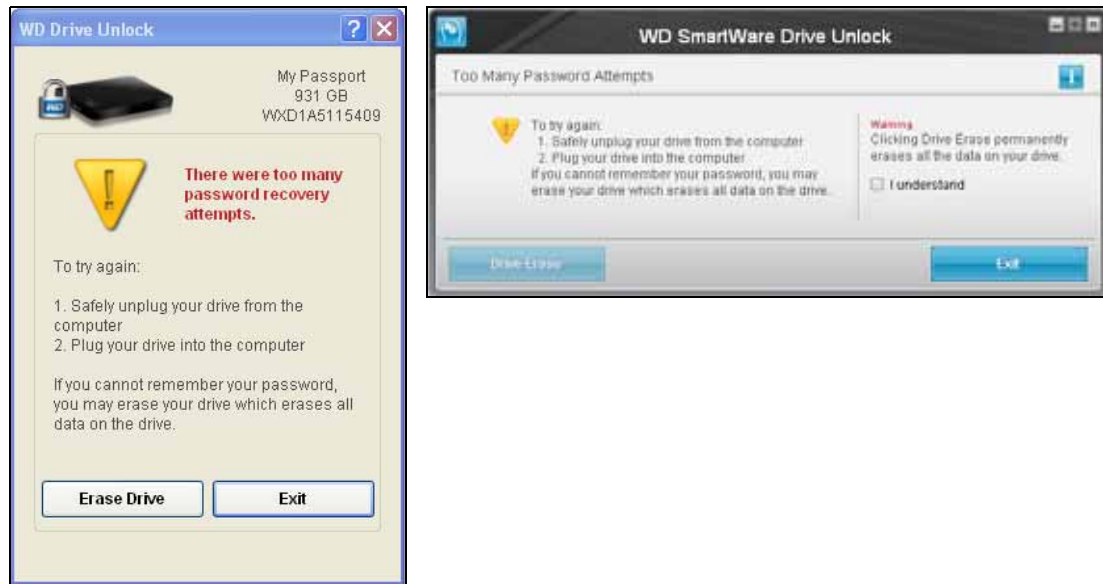 WD Drive Unlock
My Passport
931 GB
WXD1A5115409
There were too many
password recovery
attempts.
To try again:
1. Safely unplug your drive from the
computer
2. Plug your drive into the computer
If you cannot remember your password,
you may erase your drive which erases all
data on the drive.
Erase Drive
Exit
WD SmartWare Drive Unlock
Too Many Password Attempts
To try again:
1. Safely unplug your drive from the computer
2. Plug your drive into the computer
If you cannot remember your password, you may
erase your drive which erases all data on the drive.
Warning
Clicking Drive Erase permanently
erases all the data on your drive.
I understand
Drive Erase
Exit